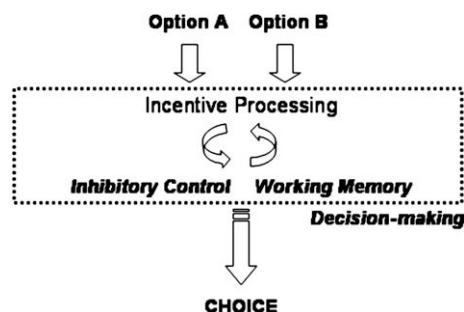 Option A Option B
Incentive Processing
Inhibitory Control Working Memory
Decision-making
CHOICE